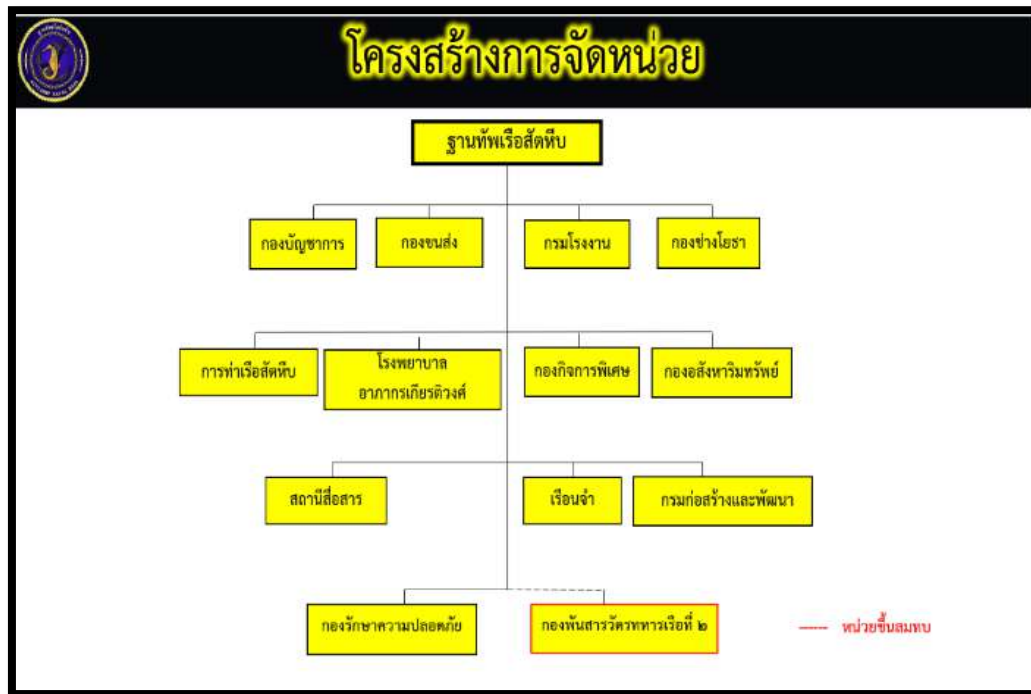 โครงสร้างการจัดหน่วย
ฐานทัพเรือสัตหีบ
กองบัญชาการ
กองขนส่ง
กรมโรงงาน
กองช่างโยธา
การท่าเรือสัตหีบ
โรงพยาบาล
อาภากรเกียรติวงศ์
กองกิจการพิเศษ
กองอสังหาริมทรัพย์
สถานีสื่อสาร
เรือนจำ
กรมก่อสร้างและพัฒนา
กองรักษาความปลอดภัย
กองพันสารวัตรทหารเรือที่ ๒
หน่วยขึ้นสมทบ